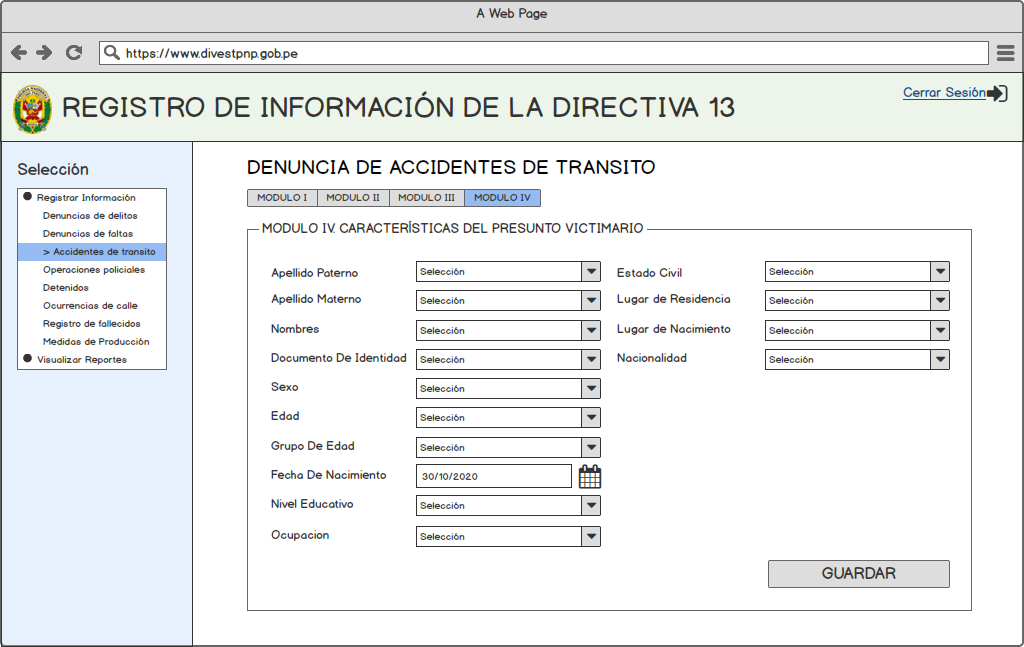 A Web Page
https://www.divestpnp.gob.pe
REGISTRO DE INFORMACIÓN DE LA DIRECTIVA 13
Cerrar Sesión
Selección
Registrar Información
Denuncias de delitos
Denuncias de faltas
> Accidentes de transito
Operaciones policiales
Detenidos
Ocurrencias de calle
Registro de fallecidos
Medidas de Producción
Visualizar Reportes
DENUNCIA DE ACCIDENTES DE TRANSITO
MODULO I MODULO II MODULO III MODULO IV
MODULO IV. CARACTERÍSTICAS DEL PRESUNTO VICTIMARIO
Apellido Paterno Selección Estado Civil Selección
Apellido Materno Selección Lugar de Residencia Selección
Nombres Selección Lugar de Nacimiento Selección
Documento De Identidad Selección Nacionalidad Selección
Sexo Selección
Edad Selección
Grupo De Edad Selección
Fecha De Nacimiento 30/10/2020
Nivel Educativo Selección
Ocupacion Selección
GUARDAR